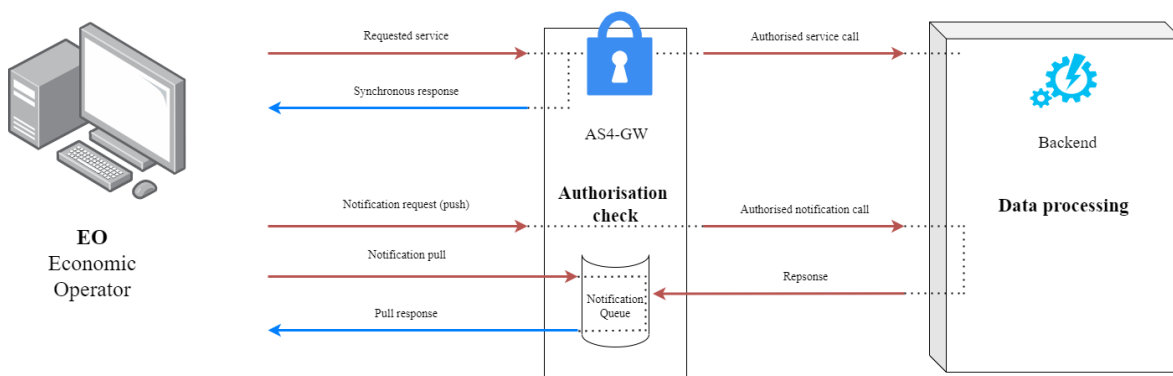 Requested service
Authorised service call
Synchronous response
AS4-GW
Backend
Authorisation
check
Data processing
Notification request (push)
Authorised notification call
EO
Economic
Operator
Notification pull
Repsonse
Notification
Queue
Pull response